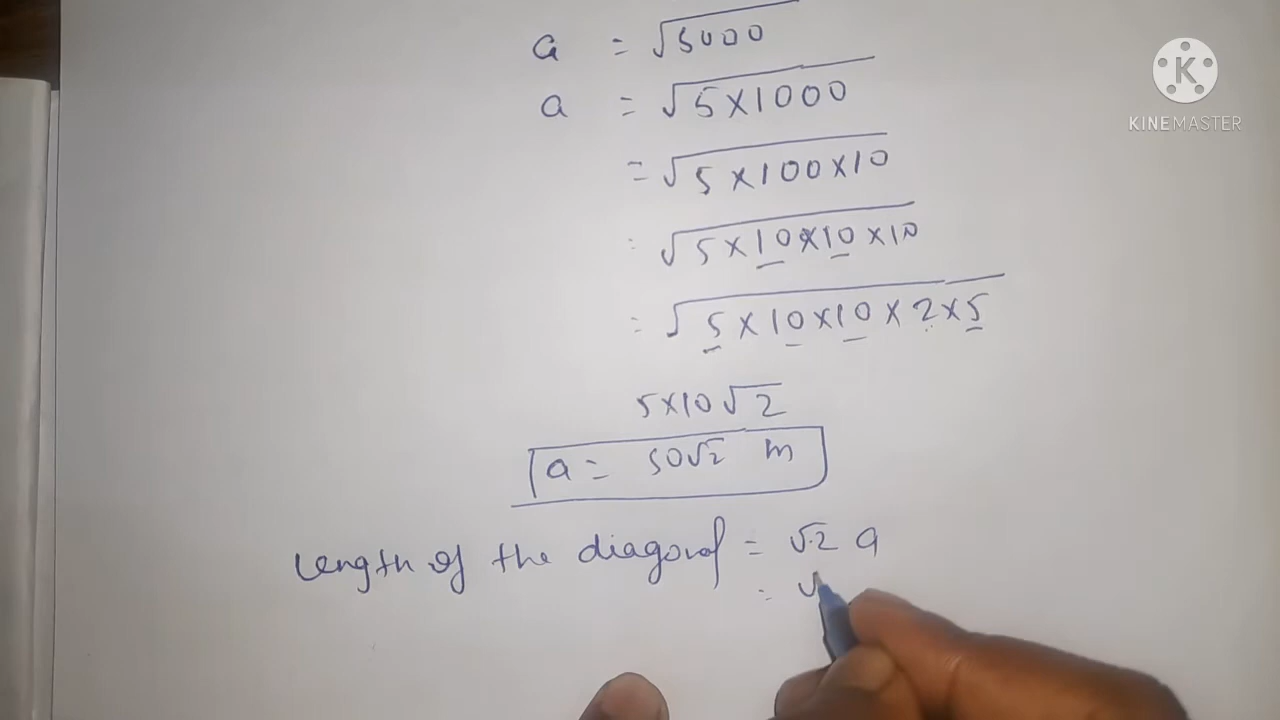 a = √5000
a = √5×1000
= √5×100×10
= √5×10×10×10
= √5×10×10×2×5
5×10√2
a = 50√2 m
Length of the diagonal = √2 a
= √
K
KINEMASTER